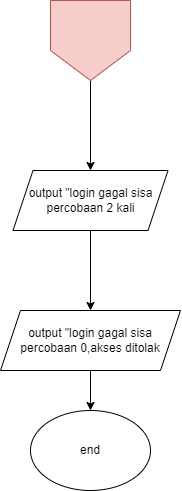 output "login gagal sisa
percobaan 2 kali
output "login gagal sisa
percobaan 0,akses ditolak
end